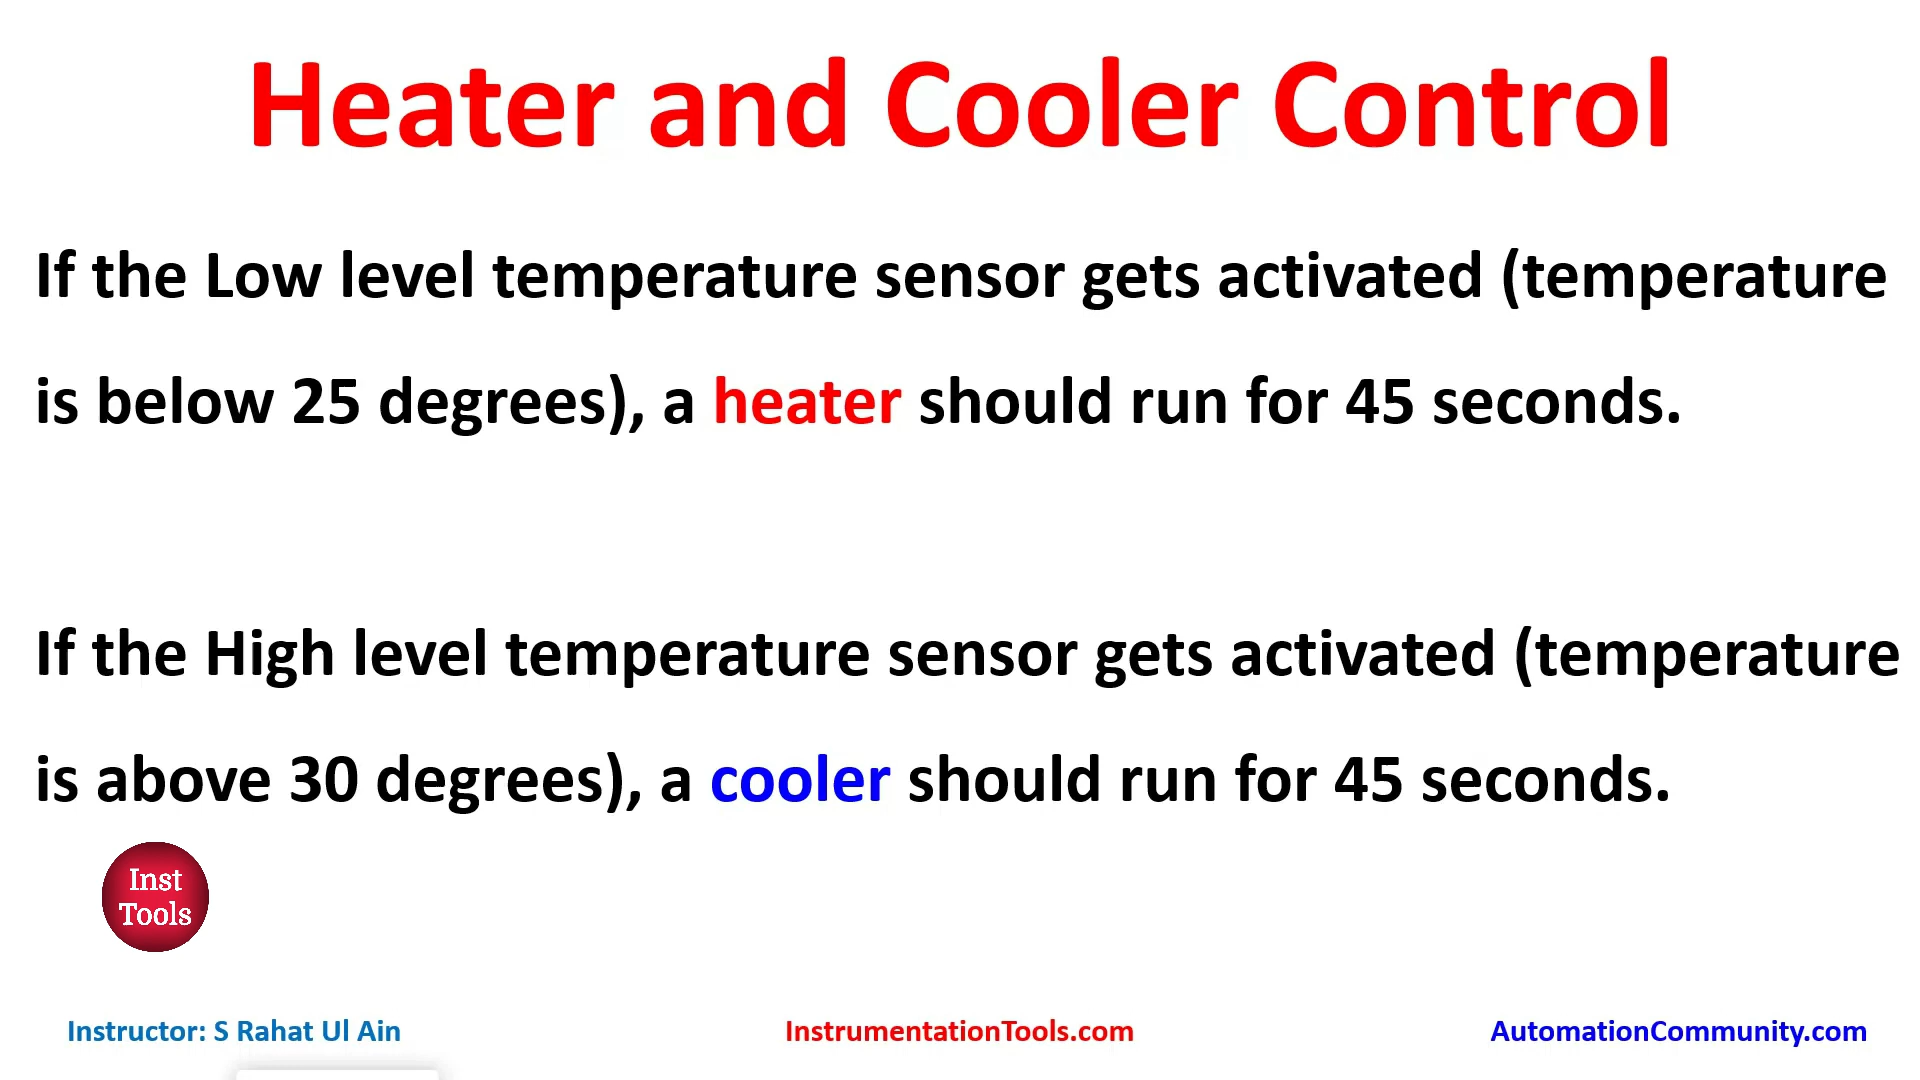 Heater and Cooler Control
If the Low level temperature sensor gets activated (temperature
is below 25 degrees), a heater should run for 45 seconds.
If the High level temperature sensor gets activated (temperature
is above 30 degrees), a cooler should run for 45 seconds.
Inst
Tools
Instructor: S Rahat Ul Ain
InstrumentationTools.com
AutomationCommunity.com